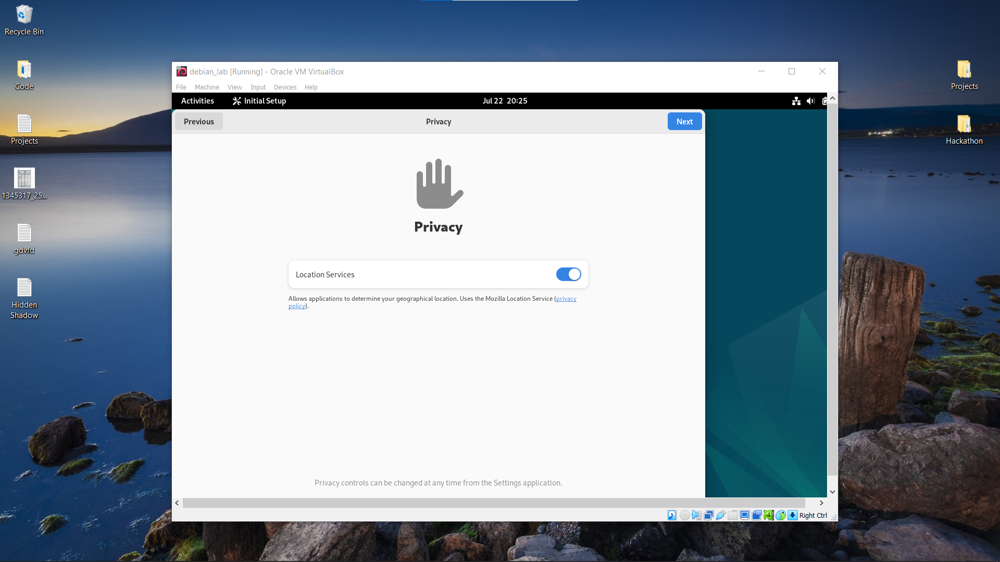 Recycle Bin
Code
Projects
1345317_25...
gdvfd
Hidden
Shadow
Projects
Hackathon
debian_lab [Running] - Oracle VM VirtualBox
File Machine View Input Devices Help
Activities Initial Setup Jul 22 20:25
Previous Privacy Next
Privacy
Location Services
Allows applications to determine your geographical location. Uses the Mozilla Location Service (privacy
policy).
Privacy controls can be changed at any time from the Settings application.
Right Ctrl